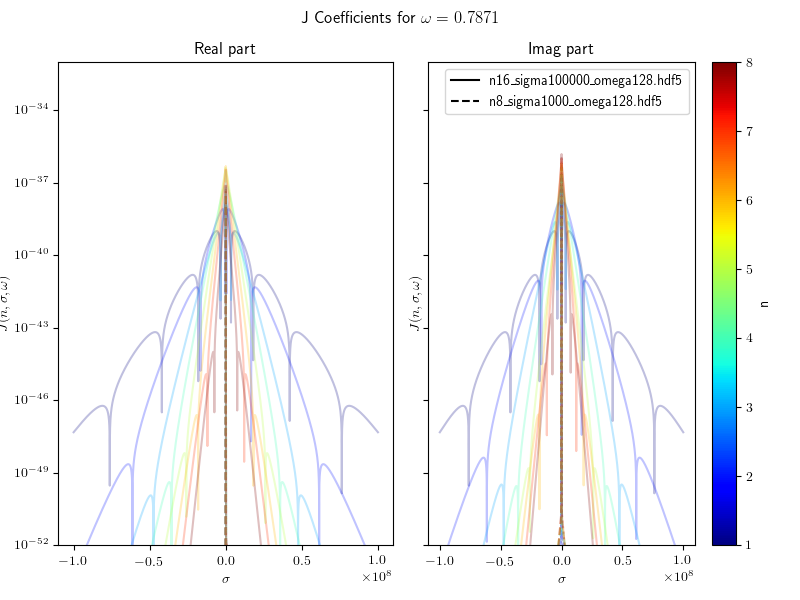 J Coefficients for ω = 0.7871
Real part
Imag part
n16_sigma100000_omega128.hdf5
n8_sigma1000_omega128.hdf5
J(n, σ, ω)
10^−34
10^−37
10^−40
10^−43
10^−46
10^−49
10^−52
−1.0 −0.5 0.0 0.5 1.0
×10^8
σ
J(n, σ, ω)
−1.0 −0.5 0.0 0.5 1.0
×10^8
σ
8
7
6
5
4
3
2
1
n